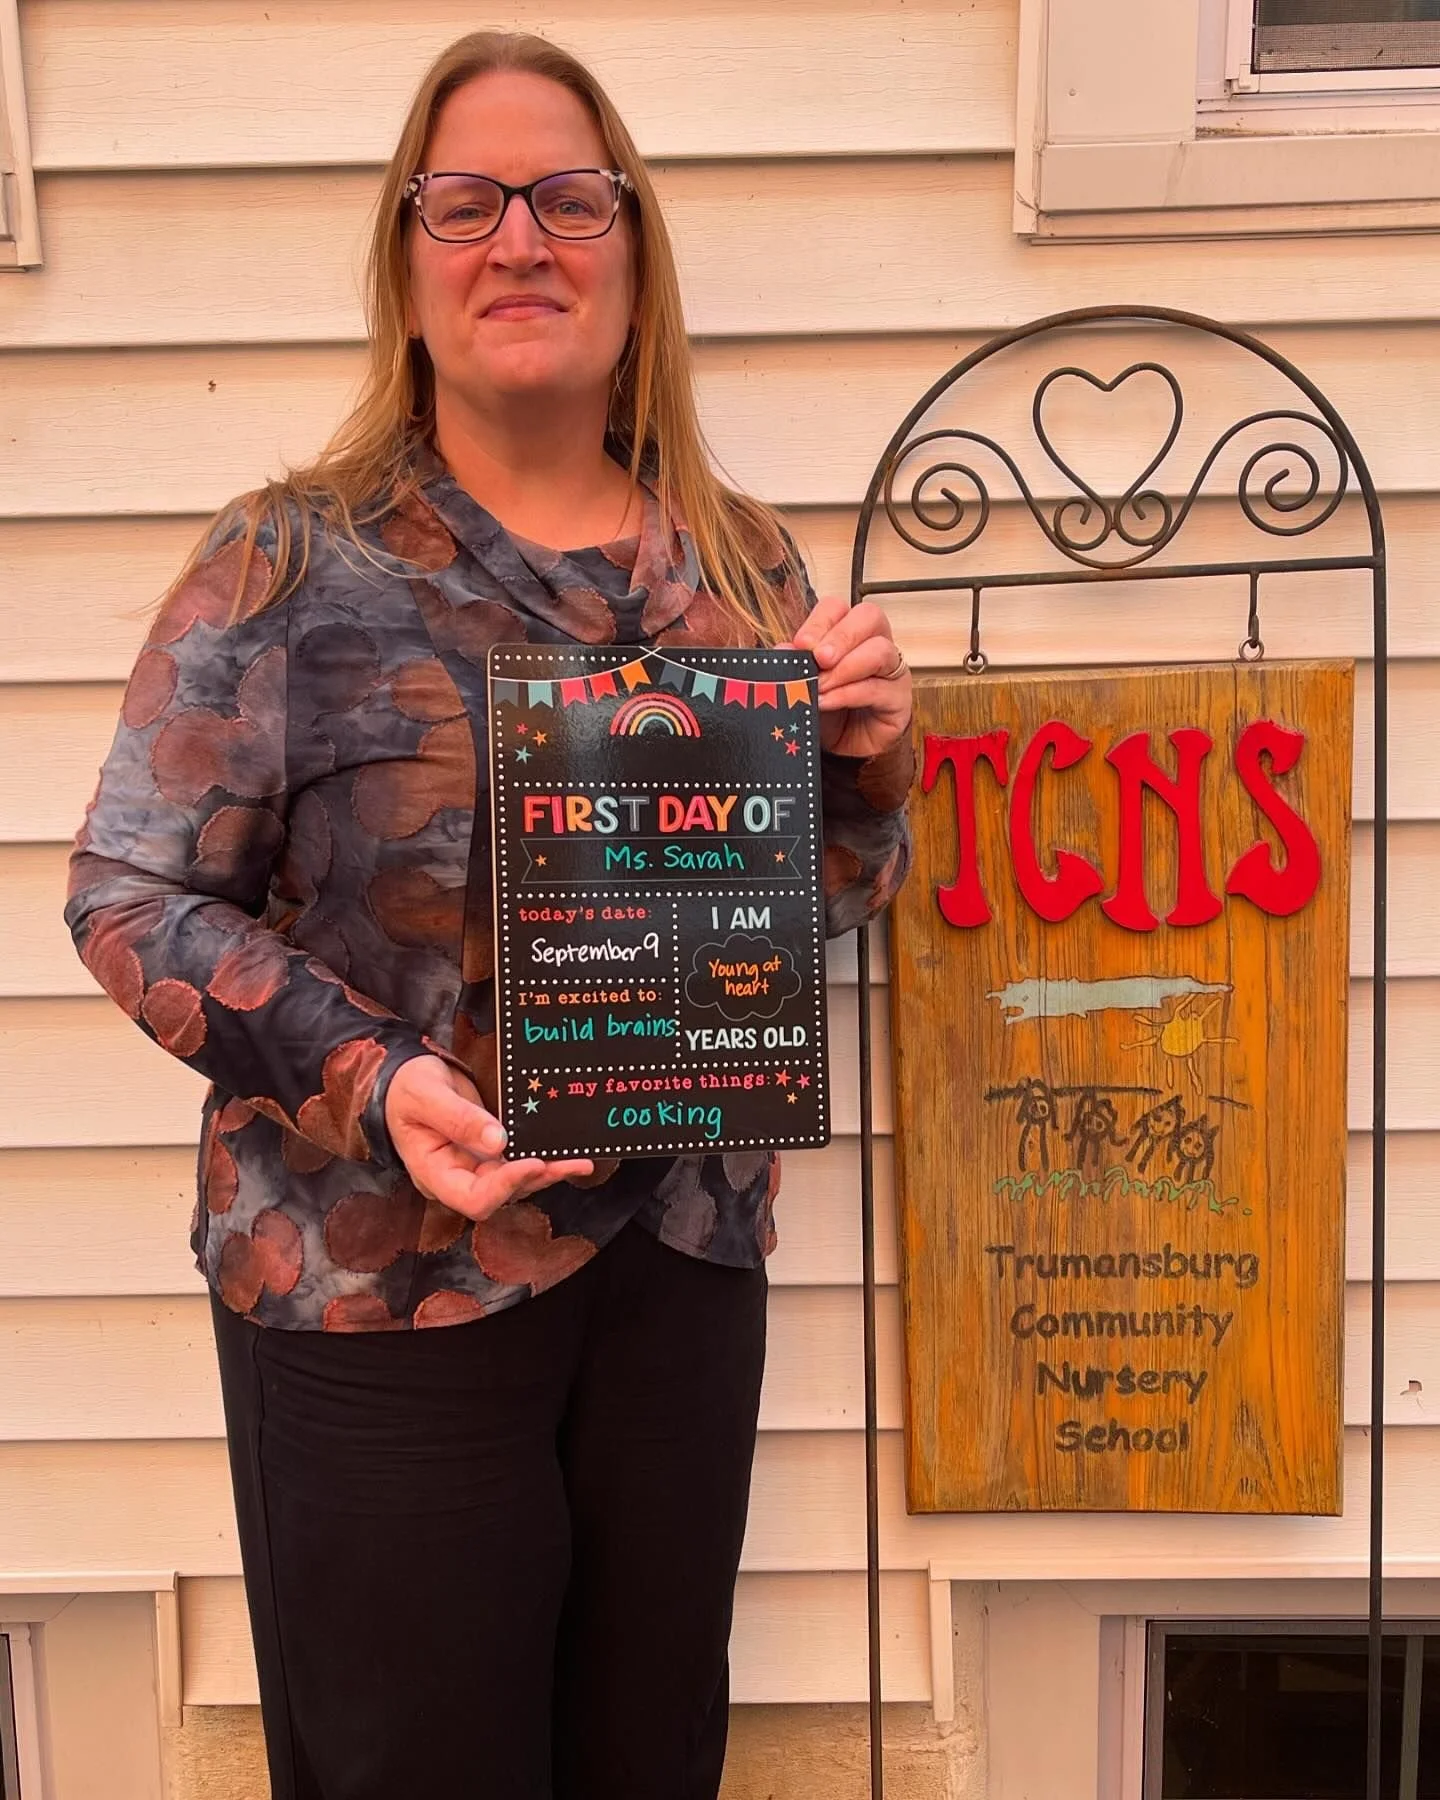 FIRST DAY OF
Ms. Sarah
today's date:
September 9
I'm excited to:
build brains
I AM
Young at
heart
YEARS OLD.
my favorite things:
cooking
TCNS
Trumansburg
Community
Nursery
School